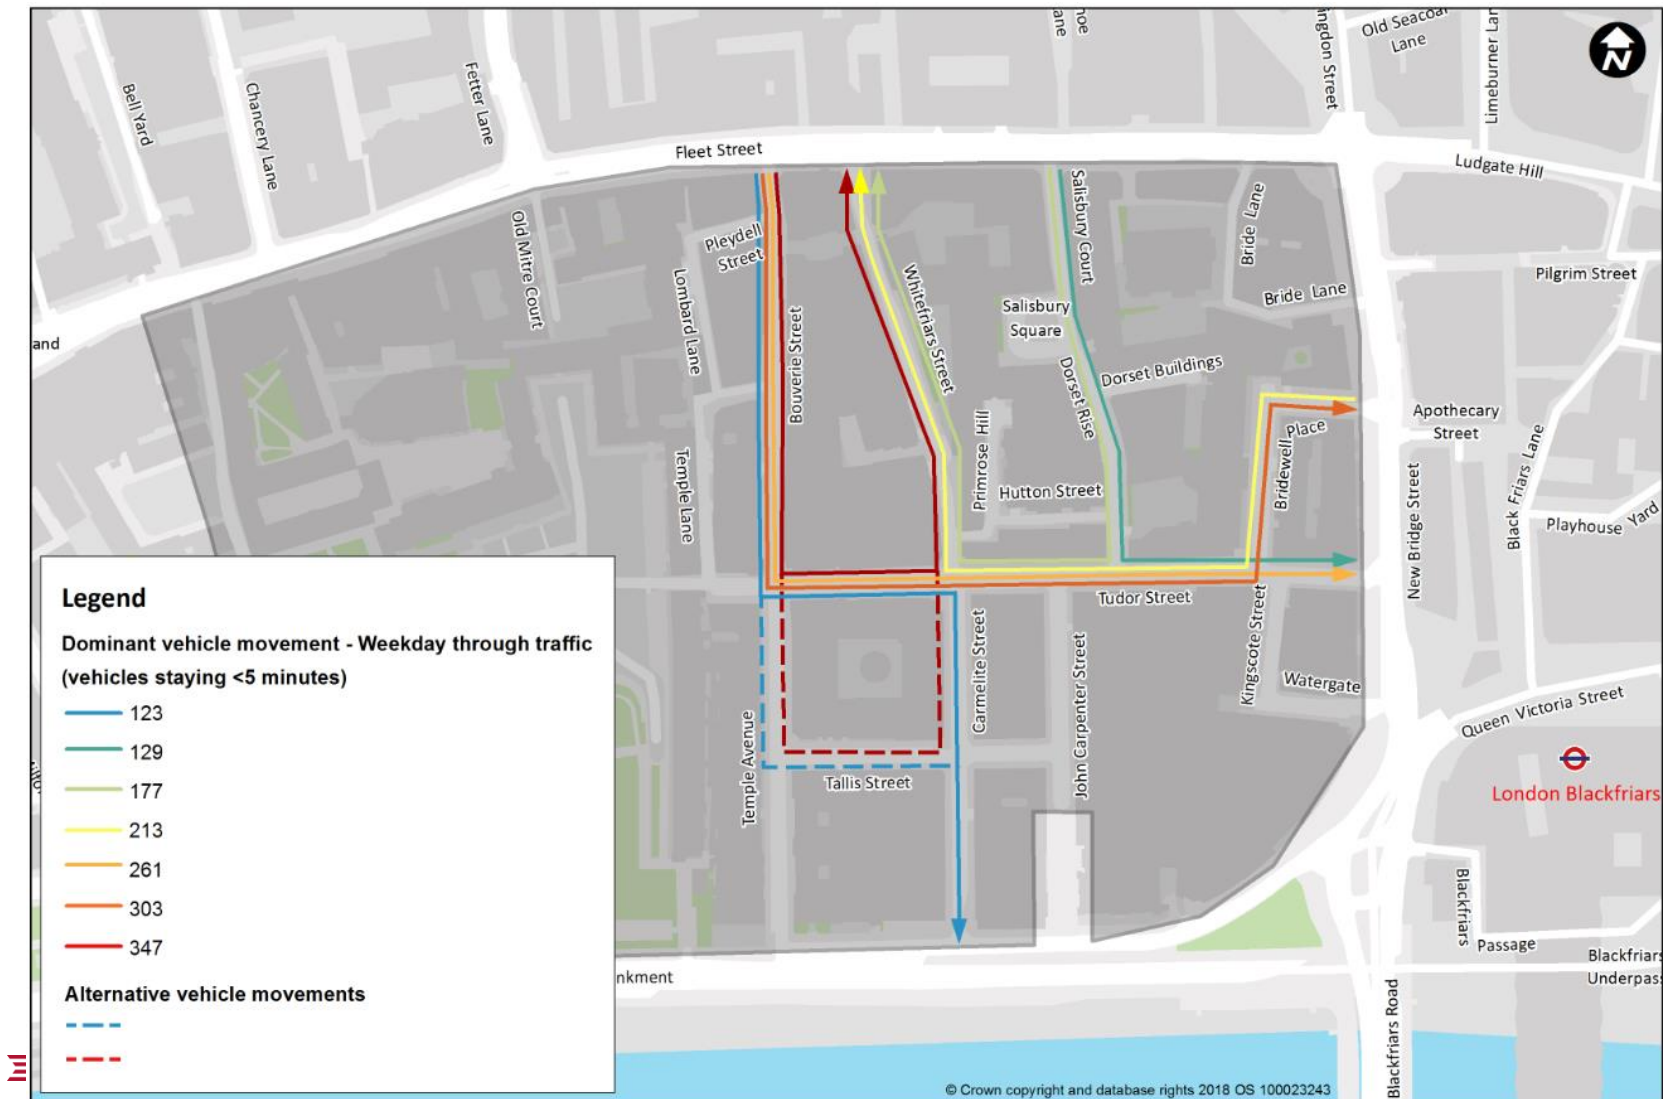 Bell Yard
Chancery Lane
Fetter Lane
Fleet Street
Old Seacoal
Lane
Limeburner Lan
ngdon Street
Lane
hoe
N
Ludgate Hill
Pilgrim Street
Old Mitre Court
Pleydell
Street
Lombard Lane
Bouverie Street
Whitefriars Street
Salisbury Court
Salisbury
Square
Bride Lane
Bride Lane
Dorset Rise
Dorset Buildings
and
Apothecary
Street
Bridewell
Place
Black Friars Lane
Playhouse Yard
New Bridge Street
Temple Lane
Primrose Hill
Hutton Street
Tudor Street
Kingscote Street
Watergate
Carmelite Street
John Carpenter Street
Temple Avenue
Tallis Street
Queen Victoria Street
London Blackfriars
Blackfriars
Passage
Blackfriars
Underpass
Blackfriars Road
nkment
Legend
Dominant vehicle movement - Weekday through traffic
(vehicles staying <5 minutes)
123
129
177
213
261
303
347
Alternative vehicle movements
© Crown copyright and database rights 2018 OS 100023243